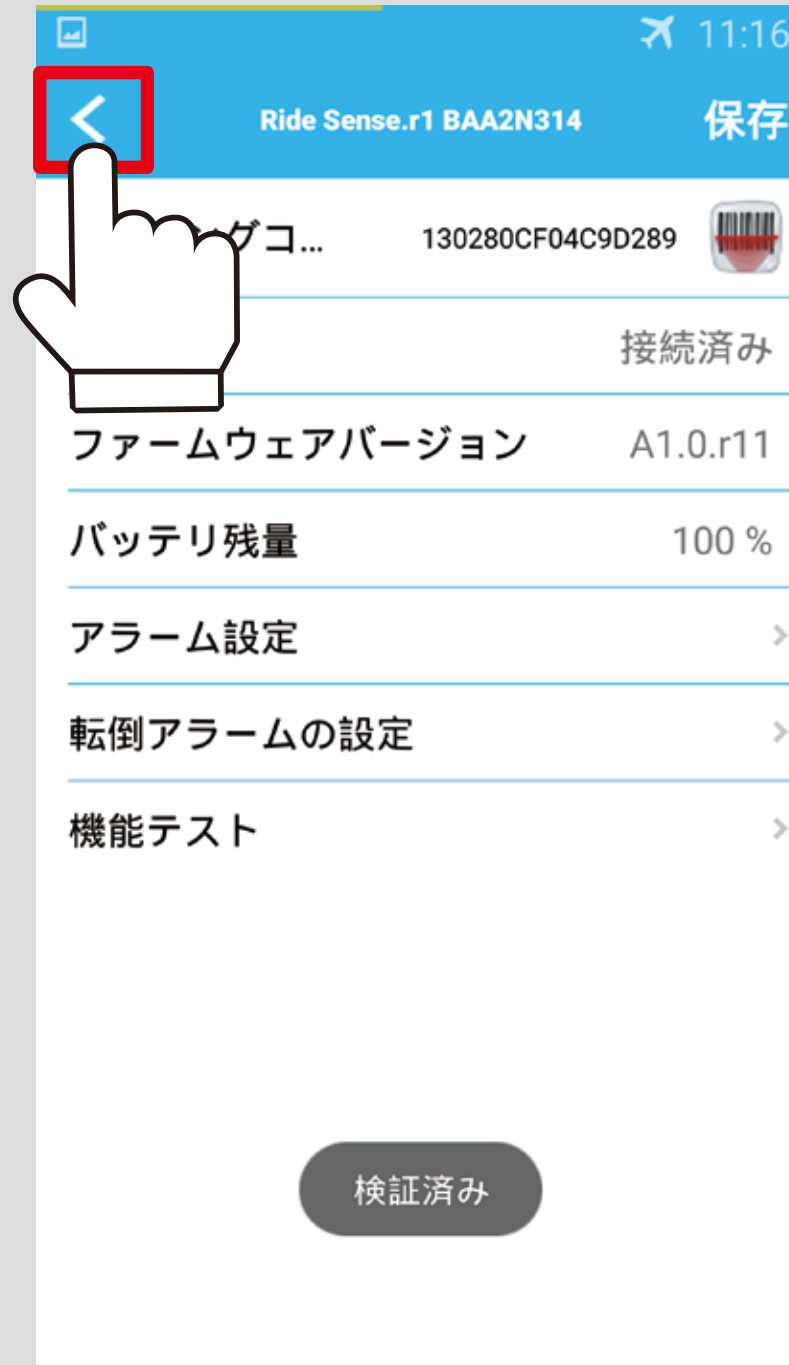 11:16
Ride Sense.r1 BAA2N314 保存
グコ... 130280CF04C9D289
接続済み
ファームウェアバージョン A1.0.r11
バッテリ残量 100 %
アラーム設定
転倒アラームの設定
機能テスト
検証済み